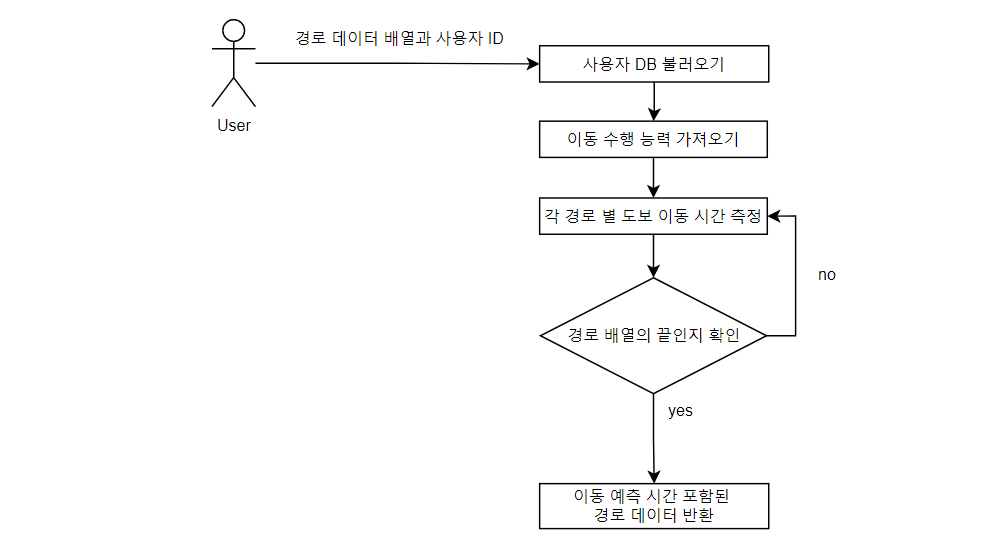 경로 데이터 배열과 사용자 ID
User
사용자 DB 불러오기
이동 수행 능력 가져오기
각 경로 별 도보 이동 시간 측정
no
경로 배열의 끝인지 확인
yes
이동 예측 시간 포함된
경로 데이터 반환